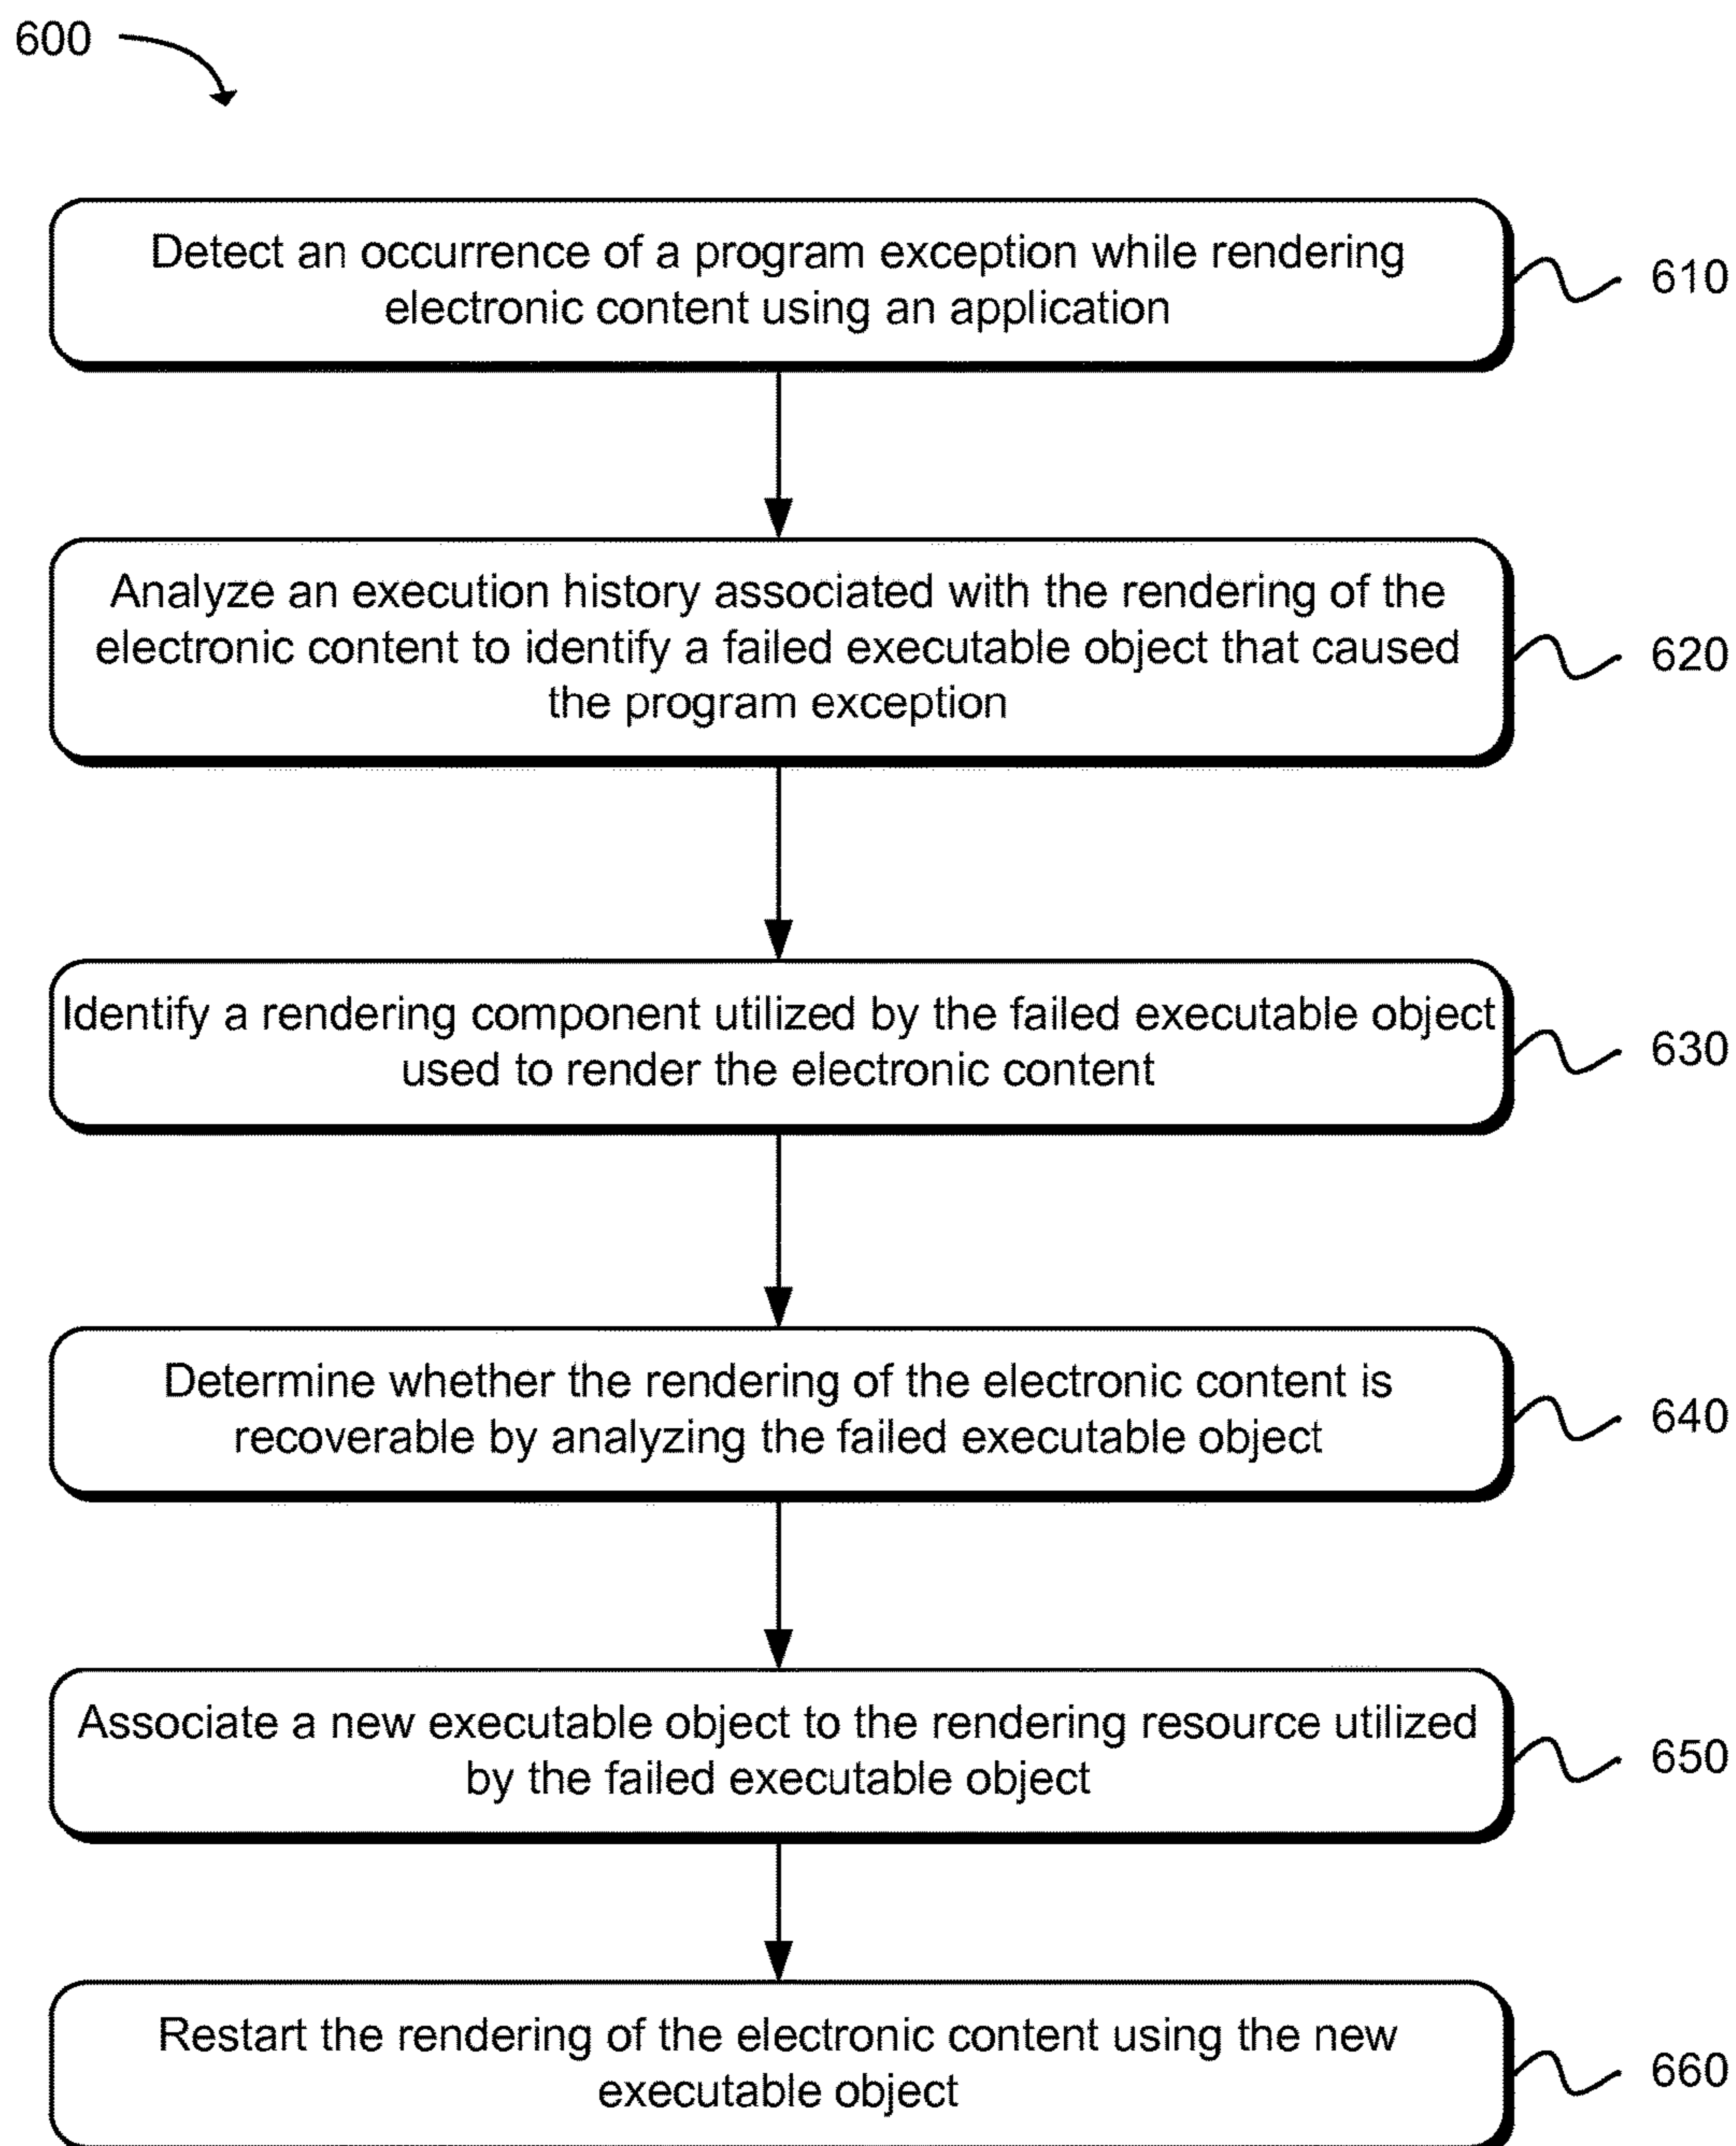 600
Detect an occurrence of a program exception while rendering
electronic content using an application
610
Analyze an execution history associated with the rendering of the
electronic content to identify a failed executable object that caused
the program exception
620
Identify a rendering component utilized by the failed executable object
used to render the electronic content
630
Determine whether the rendering of the electronic content is
recoverable by analyzing the failed executable object
640
Associate a new executable object to the rendering resource utilized
by the failed executable object
650
Restart the rendering of the electronic content using the new
executable object
660